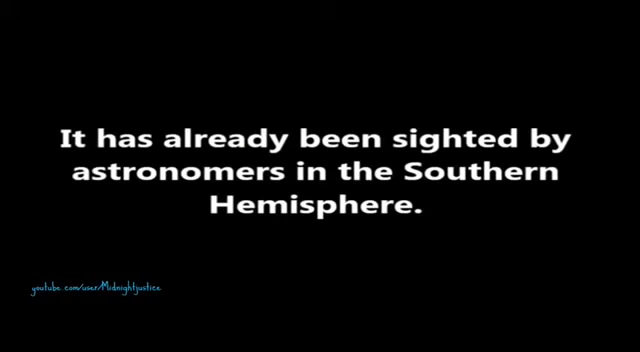 It has already been sighted by
astronomers in the Southern
Hemisphere.
youtube.com/user/Midnightjustice